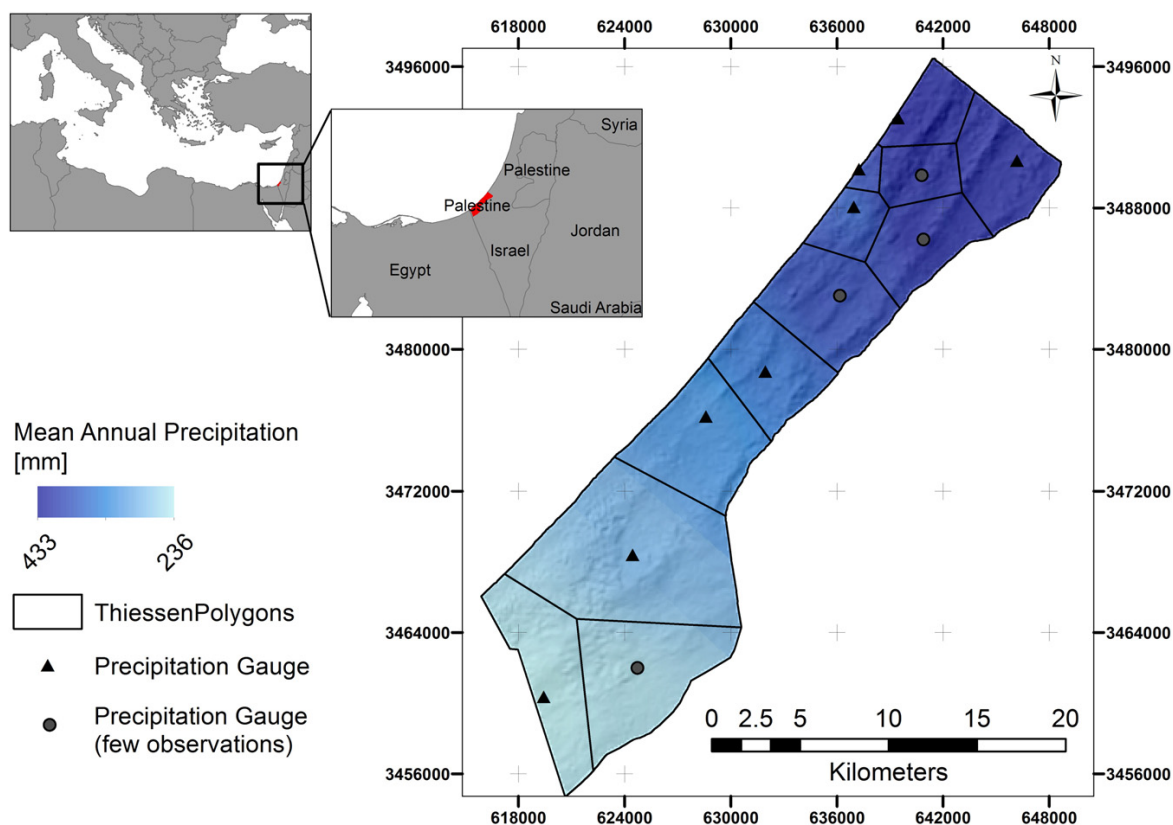 618000 624000 630000 636000 642000 648000
3496000 3496000
N
Syria
Palestine
Palestine
Israel
Jordan
Egypt
Saudi Arabia
3488000 3488000
3480000 3480000
Mean Annual Precipitation
[mm]
433 236
ThiessenPolygons
Precipitation Gauge
Precipitation Gauge
(few observations)
3472000 3472000
3464000 3464000
0 2.5 5 10 15 20
Kilometers
3456000 3456000
618000 624000 630000 636000 642000 648000